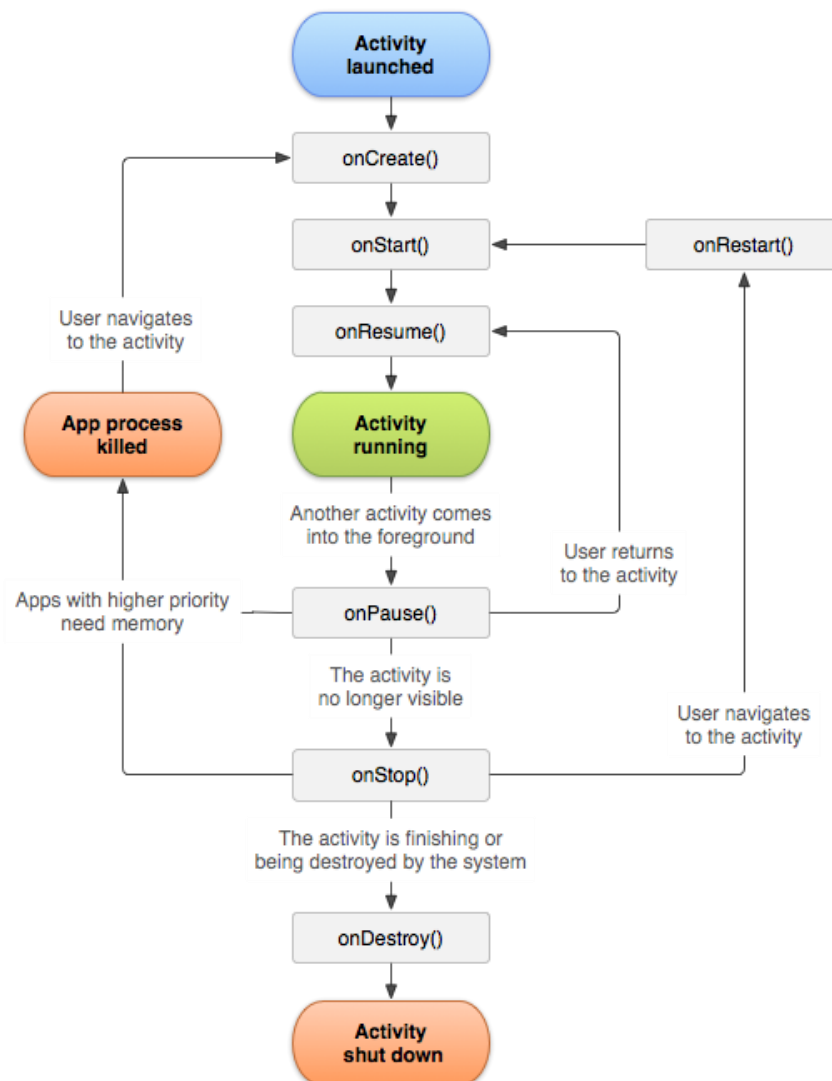 Activity
launched
onCreate()
onStart()
onRestart()
User navigates
to the activity
onResume()
App process
killed
Activity
running
Another activity comes
into the foreground
User returns
to the activity
Apps with higher priority
need memory
onPause()
The activity is
no longer visible
User navigates
to the activity
onStop()
The activity is finishing or
being destroyed by the system
onDestroy()
Activity
shut down